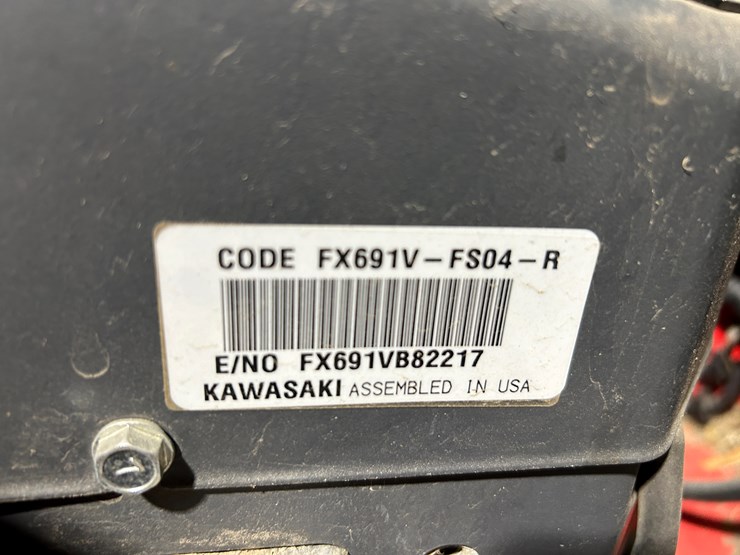 CODE FX691V-FS04-R
E/NO FX691VB82217
KAWASAKI ASSEMBLED IN USA